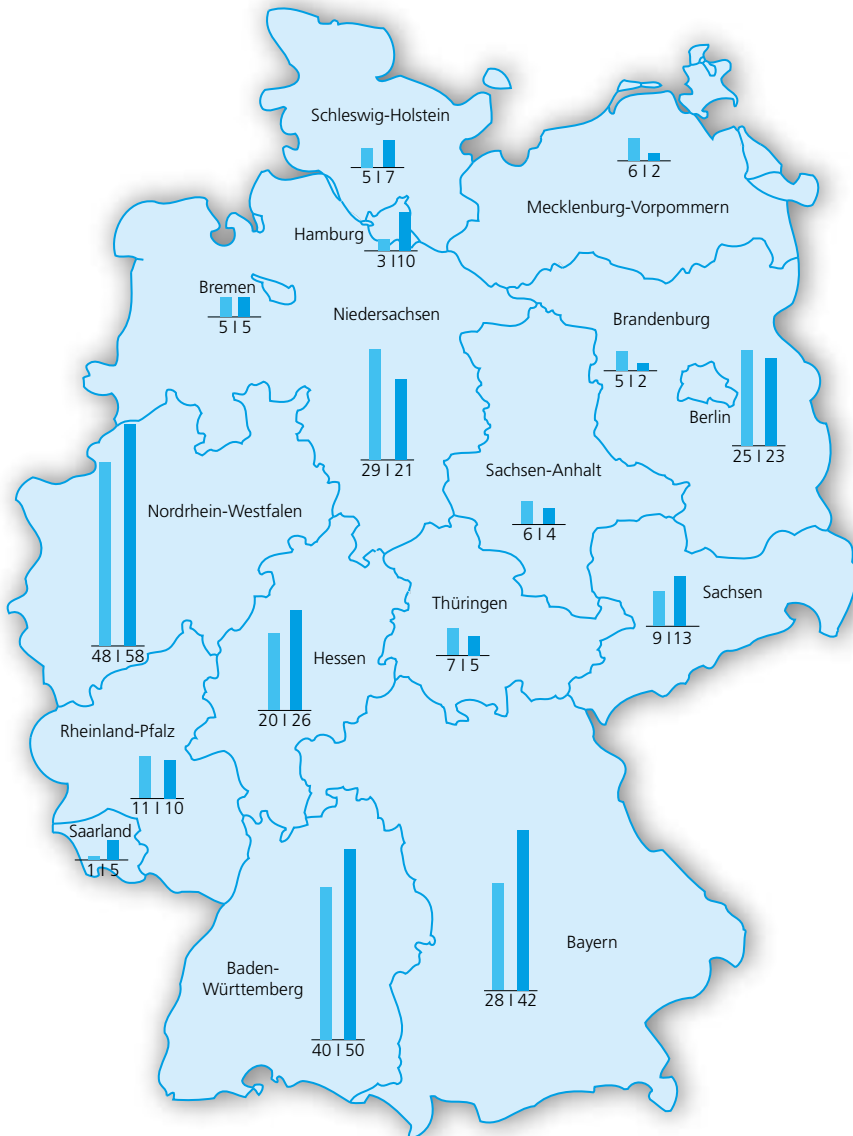 Schleswig-Holstein
5 | 7
6 | 2
Mecklenburg-Vorpommern
Hamburg
3 | 10
Bremen
5 | 5
Niedersachsen
29 | 21
Brandenburg
5 | 2
Berlin
25 | 23
Sachsen-Anhalt
6 | 4
Nordrhein-Westfalen
48 | 58
Sachsen
9 | 13
Thüringen
7 | 5
Hessen
20 | 26
Rheinland-Pfalz
11 | 10
Saarland
1 | 5
Bayern
28 | 42
Baden-
Württemberg
40 | 50